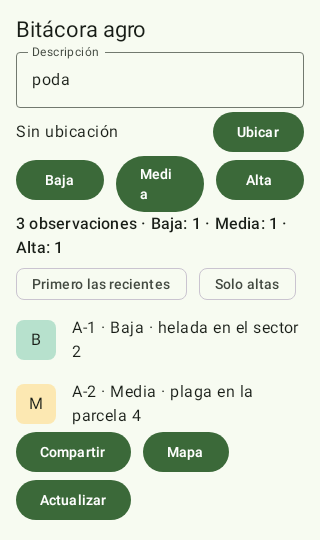 Bitácora agro
Descripción
poda
Sin ubicación
Ubicar
Baja
Medi
a
Alta
3 observaciones · Baja: 1 · Media: 1 ·
Alta: 1
Primero las recientes
Solo altas
B
A-1 · Baja · helada en el sector
2
M
A-2 · Media · plaga en la
parcela 4
Compartir
Mapa
Actualizar